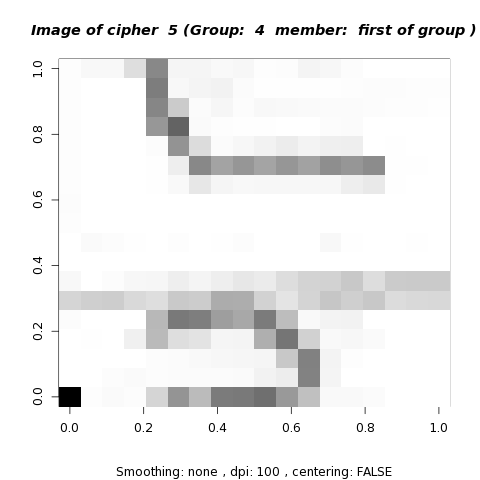 Image of cipher 5 (Group: 4 member: first of group )
1.0
0.8
0.6
0.4
0.2
0.0
0.0 0.2 0.4 0.6 0.8 1.0
Smoothing: none , dpi: 100 , centering: FALSE